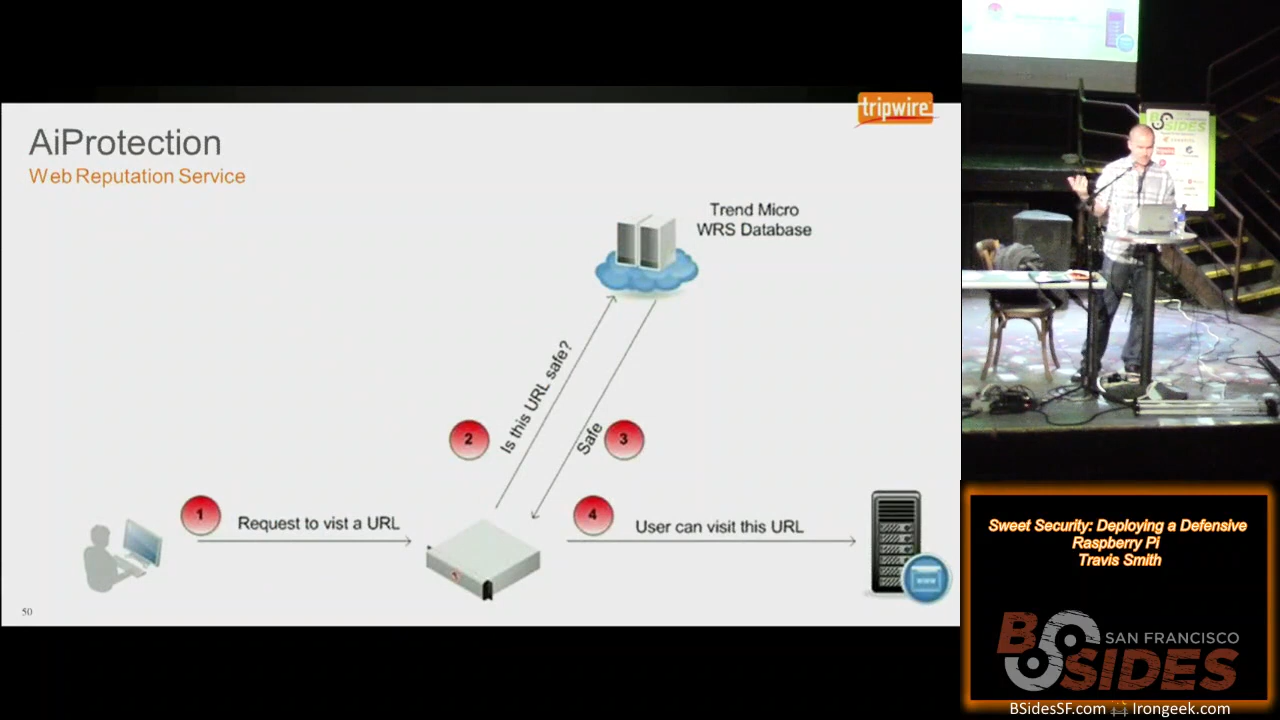 AiProtection
Web Reputation Service
tripwire
Trend Micro
WRS Database
Is this URL safe?
2
Safe
3
1
Request to vist a URL
4
User can visit this URL
www
50
BSIDES
Sweet Security: Deploying a Defensive
Raspberry Pi
Travis Smith
BSIDES
SAN FRANCISCO
BSidesSF.com
Irongeek.com